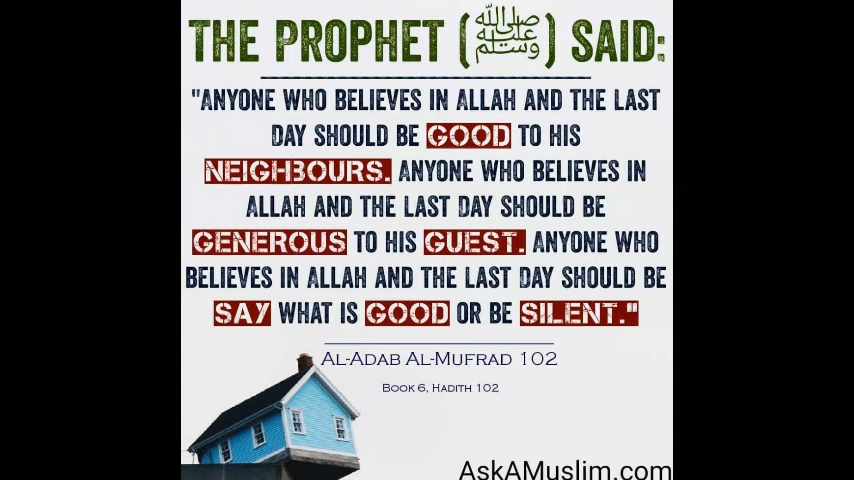 THE PROPHET (ﷺ) SAID:
"ANYONE WHO BELIEVES IN ALLAH AND THE LAST
DAY SHOULD BE GOOD TO HIS
NEIGHBOURS. ANYONE WHO BELIEVES IN
ALLAH AND THE LAST DAY SHOULD BE
GENEROUS TO HIS GUEST. ANYONE WHO
BELIEVES IN ALLAH AND THE LAST DAY SHOULD BE
SAY WHAT IS GOOD OR BE SILENT."
AL-ADAB AL-MUFRAD 102
BOOK 6, HADITH 102
AskAMuslim.com